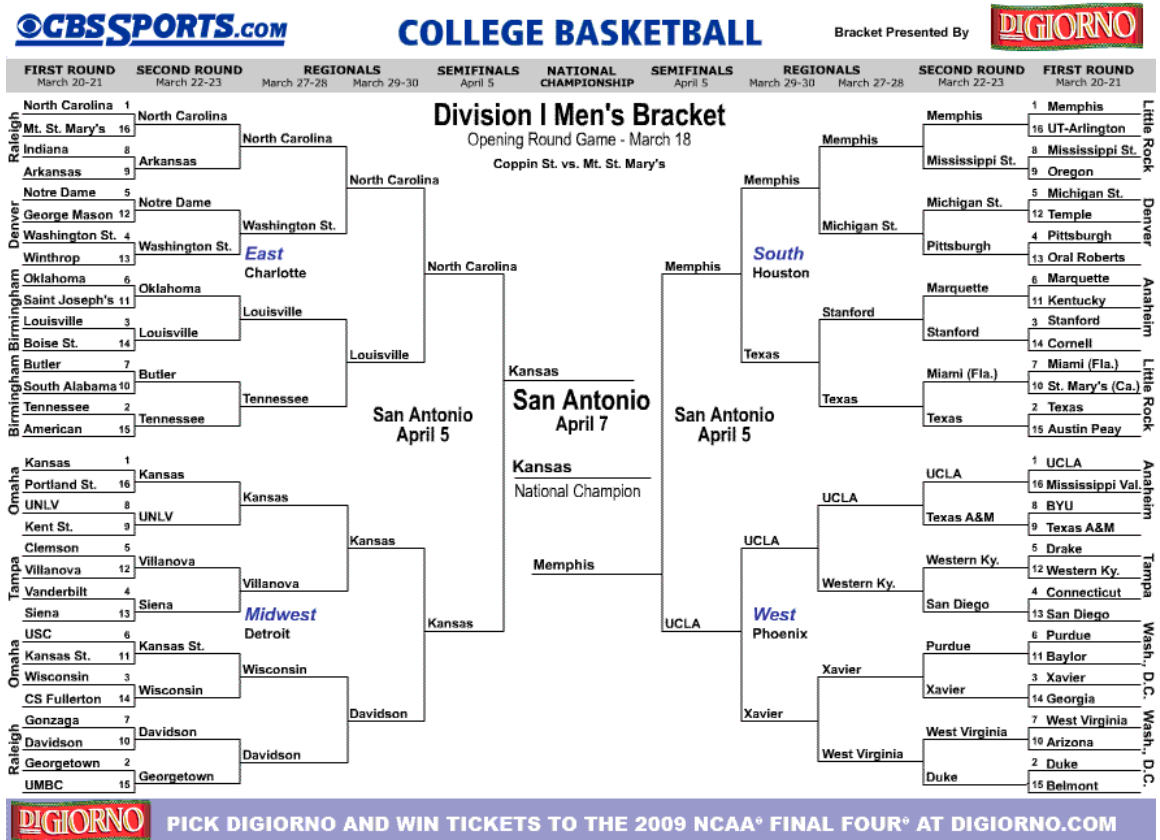 CBSSPORTS.COM
COLLEGE BASKETBALL
Bracket Presented By
DIGIORNO
FIRST ROUND
March 20-21
SECOND ROUND
March 22-23
REGIONALS
March 27-28 March 29-30
SEMIFINALS
April 5
NATIONAL
CHAMPIONSHIP
SEMIFINALS
April 5
REGIONALS
March 29-30 March 27-28
SECOND ROUND
March 22-23
FIRST ROUND
March 20-21
Division I Men's Bracket
Opening Round Game - March 18
Coppin St. vs. Mt. St. Mary's
Raleigh
North Carolina 1
Mt. St. Mary's 16
Indiana 8
Arkansas 9
Denver
Notre Dame 5
George Mason 12
Washington St. 4
Winthrop 13
Birmingham
Oklahoma 6
Saint Joseph's 11
Louisville 3
Boise St. 14
Birmingham
Butler 7
South Alabama 10
Tennessee 2
American 15
North Carolina
Arkansas
Notre Dame
Washington St.
Oklahoma
Louisville
Butler
Tennessee
North Carolina
Washington St.
Louisville
Tennessee
East
Charlotte
North Carolina
Louisville
North Carolina
San Antonio
April 5
Omaha
Kansas 1
Portland St. 16
UNLV 8
Kent St. 9
Tampa
Clemson 5
Villanova 12
Vanderbilt 4
Siena 13
Omaha
USC 6
Kansas St. 11
Wisconsin 3
CS Fullerton 14
Raleigh
Gonzaga 7
Davidson 10
Georgetown 2
UMBC 15
Kansas
UNLV
Villanova
Siena
Kansas St.
Wisconsin
Davidson
Georgetown
Kansas
Villanova
Wisconsin
Davidson
Midwest
Detroit
Kansas
Davidson
Kansas
Kansas
San Antonio
April 7
Kansas
National Champion
Memphis
Memphis
UCLA
San Antonio
April 5
Memphis
Texas
South
Houston
Memphis
Michigan St.
Stanford
Texas
Memphis
Mississippi St.
Michigan St.
Pittsburgh
Marquette
Stanford
Miami (Fla.)
Texas
1 Memphis
16 UT-Arlington
8 Mississippi St.
9 Oregon
Little Rock
5 Michigan St.
12 Temple
4 Pittsburgh
13 Oral Roberts
Denver
6 Marquette
11 Kentucky
3 Stanford
14 Cornell
Anaheim
7 Miami (Fla.)
10 St. Mary's (Ca.)
2 Texas
15 Austin Peay
Little Rock
UCLA
Xavier
West
Phoenix
UCLA
Western Ky.
Xavier
West Virginia
UCLA
Texas A&M
Western Ky.
San Diego
Purdue
Xavier
West Virginia
Duke
1 UCLA
16 Mississippi Val.
8 BYU
9 Texas A&M
Anaheim
5 Drake
12 Western Ky.
4 Connecticut
13 San Diego
Tampa
6 Purdue
11 Baylor
3 Xavier
14 Georgia
Wash., D.C.
7 West Virginia
10 Arizona
2 Duke
15 Belmont
Wash., D.C.
DIGIORNO
PICK DIGIORNO AND WIN TICKETS TO THE 2009 NCAA® FINAL FOUR® AT DIGIORNO.COM